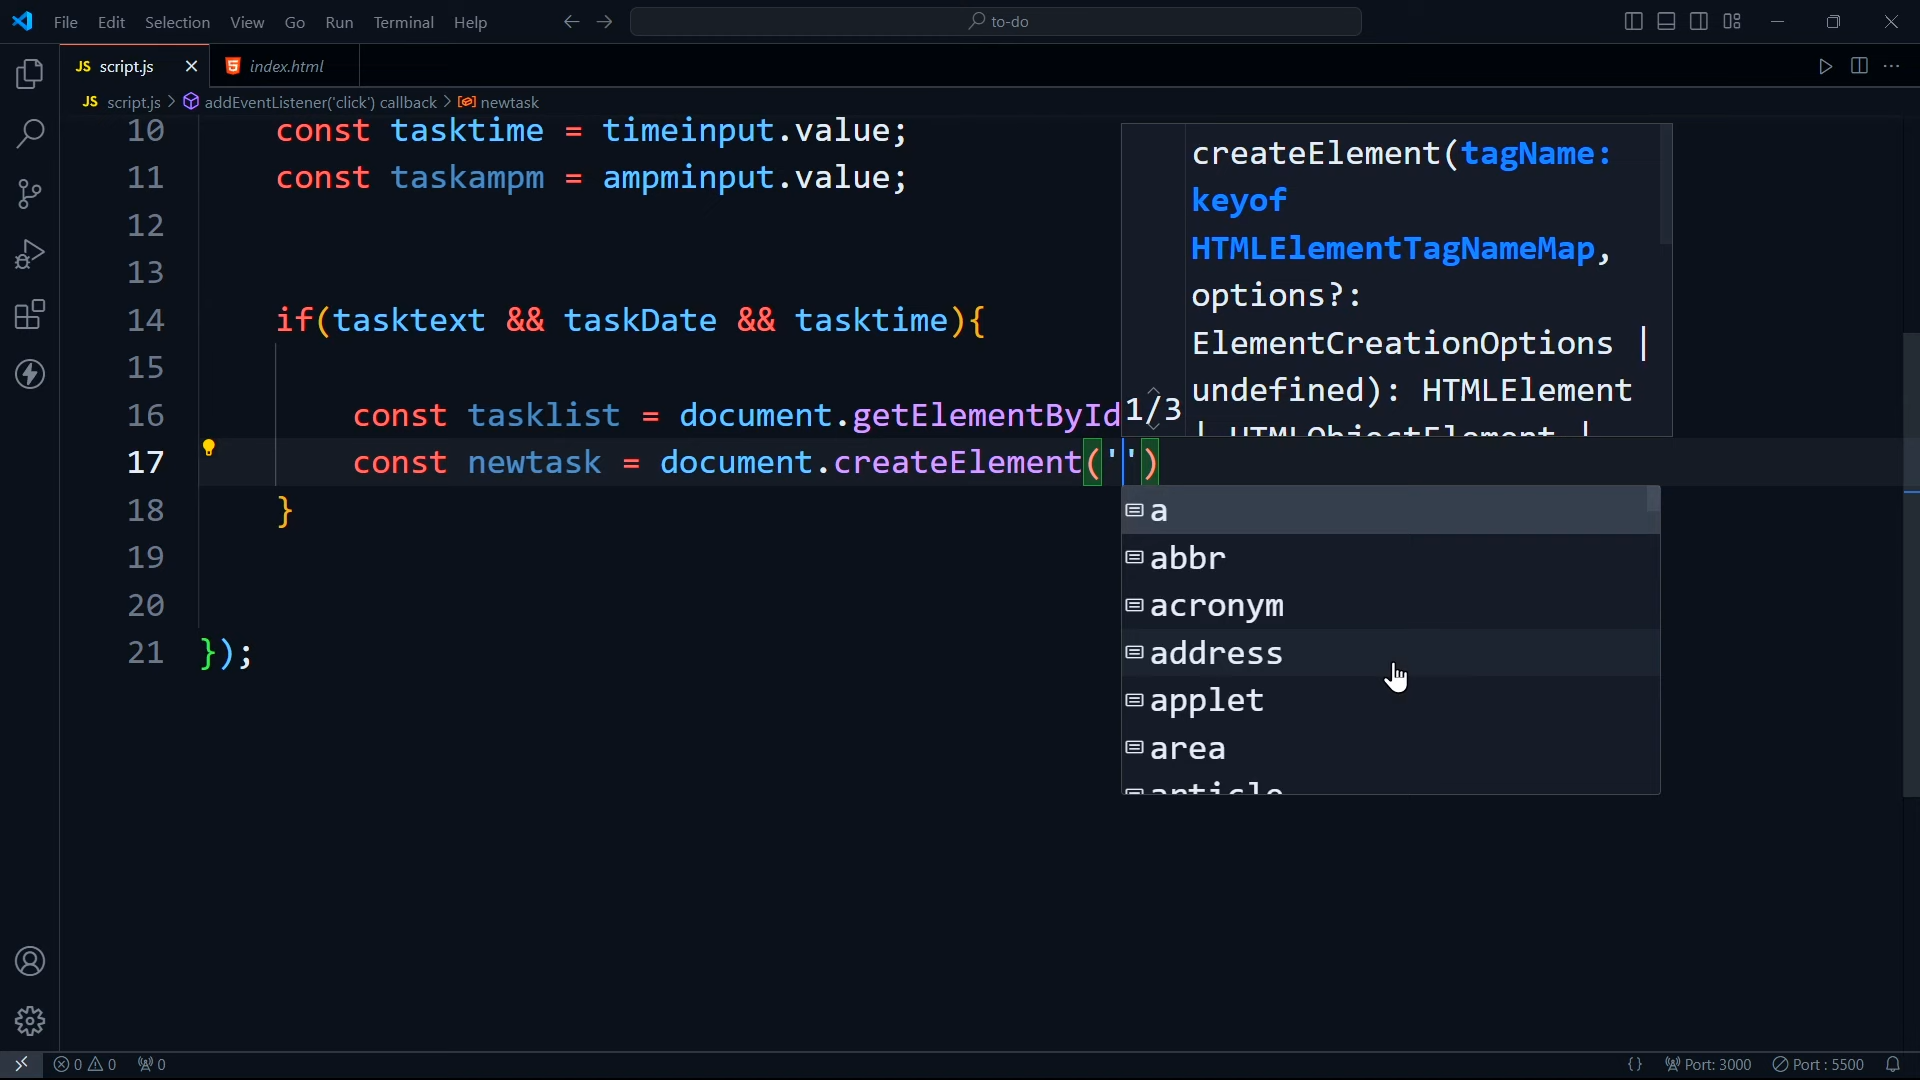 File Edit Selection View Go Run Terminal Help to-do
JS script.js index.html
JS script.js > addEventListener('click') callback > newtask
10 const tasktime = timeinput.value;
11 const taskampm = ampminput.value;
12
13
14 if(tasktext && taskDate && tasktime){
15
16 const tasklist = document.getElementById
17 const newtask = document.createElement('')
18 }
19
20
21 });
createElement(tagName:
keyof
HTMLElementTagNameMap,
options?:
ElementCreationOptions |
undefined): HTMLElement
| HTMLObjectElement |
1/3
a
abbr
acronym
address
applet
area
article
0 0 0 {} Port: 3000 Port : 5500